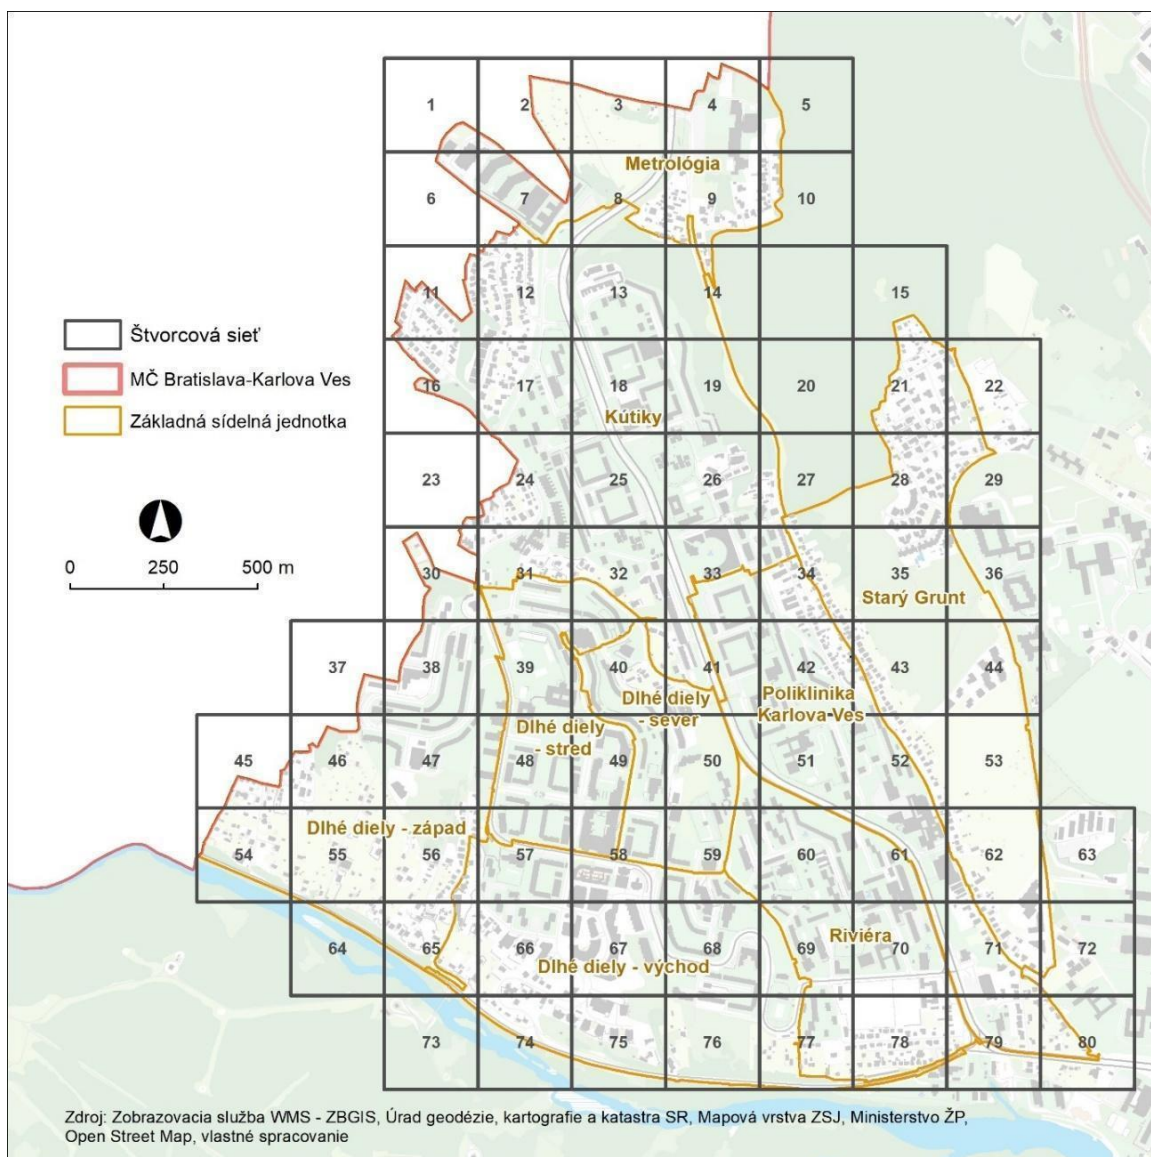 1 2 3 4 5
Metrológia
6 7 8 9 10
11 12 13 14 15
Štvorcová sieť
MČ Bratislava-Karlova Ves
Základná sídelná jednotka
16 17 18 19 20 21 22
Kútiky
23 24 25 26 27 28 29
0 250 500 m
30 31 32 33 34 35 36
Starý Grunt
37 38 39 40 41 42 43 44
Dlhé diely
- sever
Poliklinika
Karlova Ves
Dlhé diely
- stred
45 46 47 48 49 50 51 52 53
Dlhé diely - západ
54 55 56 57 58 59 60 61 62 63
Riviéra
64 65 66 67 68 69 70 71 72
Dlhé diely - východ
73 74 75 76 77 78 79 80
Zdroj: Zobrazovacia služba WMS - ZBGIS, Úrad geodézie, kartografie a katastra SR, Mapová vrstva ZSJ, Ministerstvo ŽP,
Open Street Map, vlastné spracovanie